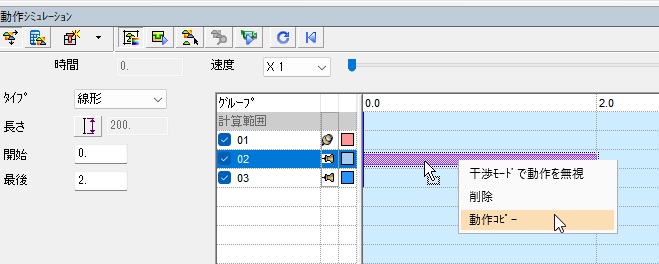 動作ｼﾐｭﾚｰｼｮﾝ
時間 0. 速度 X 1
ﾀｲﾌﾟ 線形
長さ 200.
開始 0.
最後 2.
ｸﾞﾙｰﾌﾟ 0.0 2.0
計算範囲
01
02
03
干渉ﾓｰﾄﾞで動作を無視
削除
動作ｺﾋﾟｰ